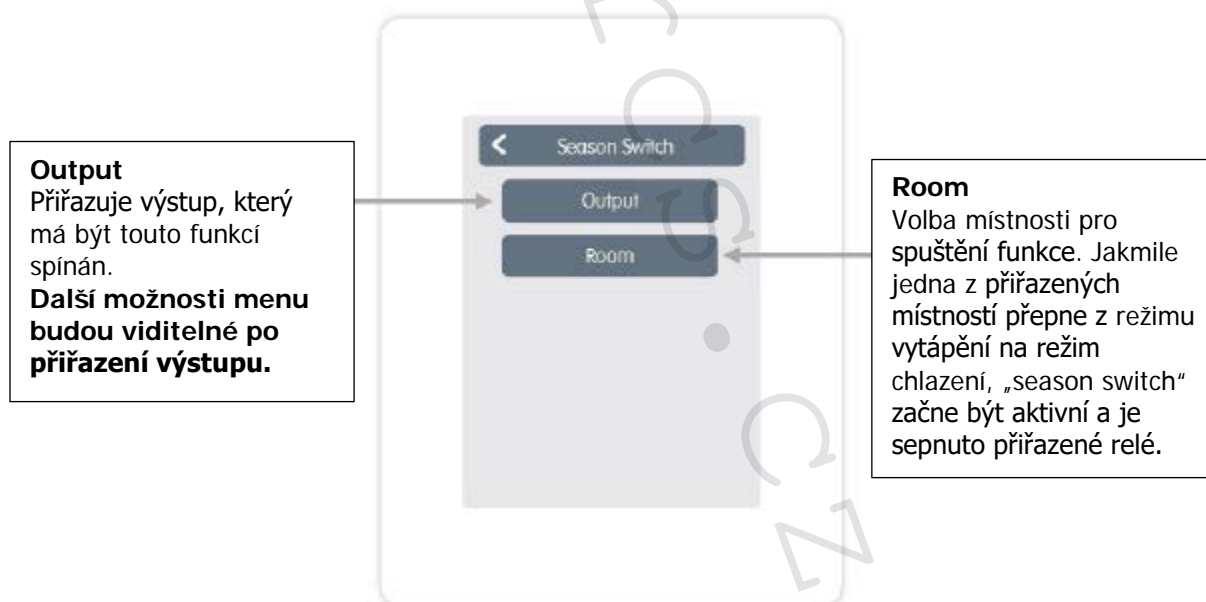 Output
Přiřazuje výstup, který
má být touto funkcí
spínán.
Další možnosti menu
budou viditelné po
přiřazení výstupu.
Season Switch
Output
Room
Room
Volba místnosti pro
spuštění funkce. Jakmile
jedna z přiřazených
místností přepne z režimu
vytápění na režim
chlazení, „season switch“
začne být aktivní a je
sepnuto přiřazené relé.